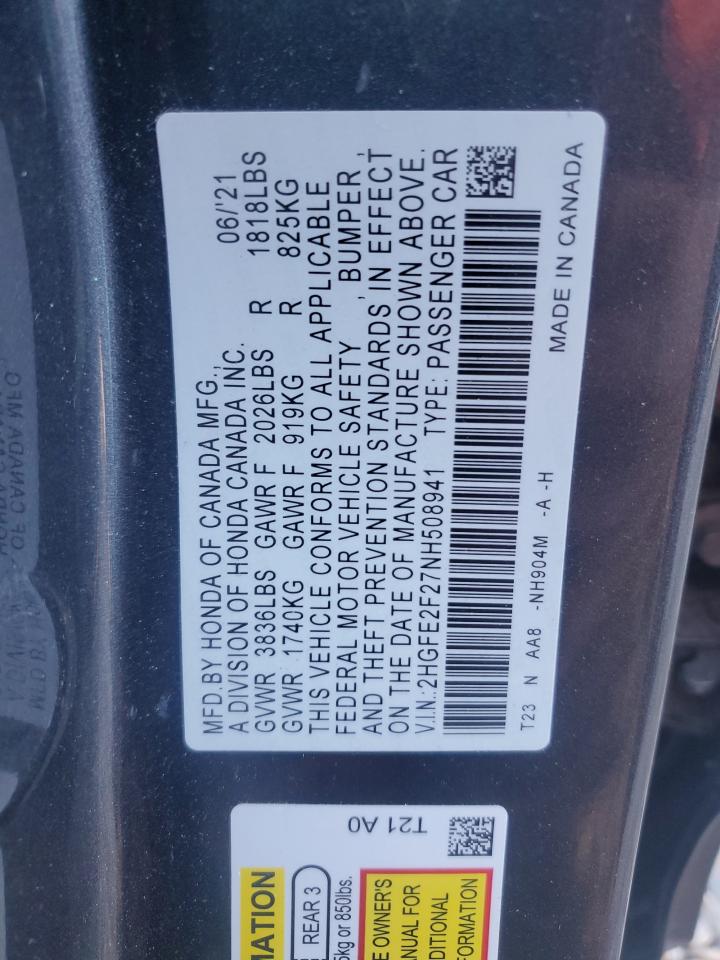 MFD.BY HONDA OF CANADA MFG., 06/'21
A DIVISION OF HONDA CANADA INC.
GVWR 3836LBS GAWR F 2026LBS R 1818LBS
GVWR 1740KG GAWR F 919KG R 825KG
THIS VEHICLE CONFORMS TO ALL APPLICABLE
FEDERAL MOTOR VEHICLE SAFETY , BUMPER ,
AND THEFT PREVENTION STANDARDS IN EFFECT
ON THE DATE OF MANUFACTURE SHOWN ABOVE.
V.I.N.:2HGFE2F27NH508941 TYPE: PASSENGER CAR
T23 N AA8 -NH904M -A -H
MADE IN CANADA
T21 A0
MATION
REAR 3
5kg or 850lbs.
E OWNER'S
ANUAL FOR
DITIONAL
FORMATION
OF CANADA MFG